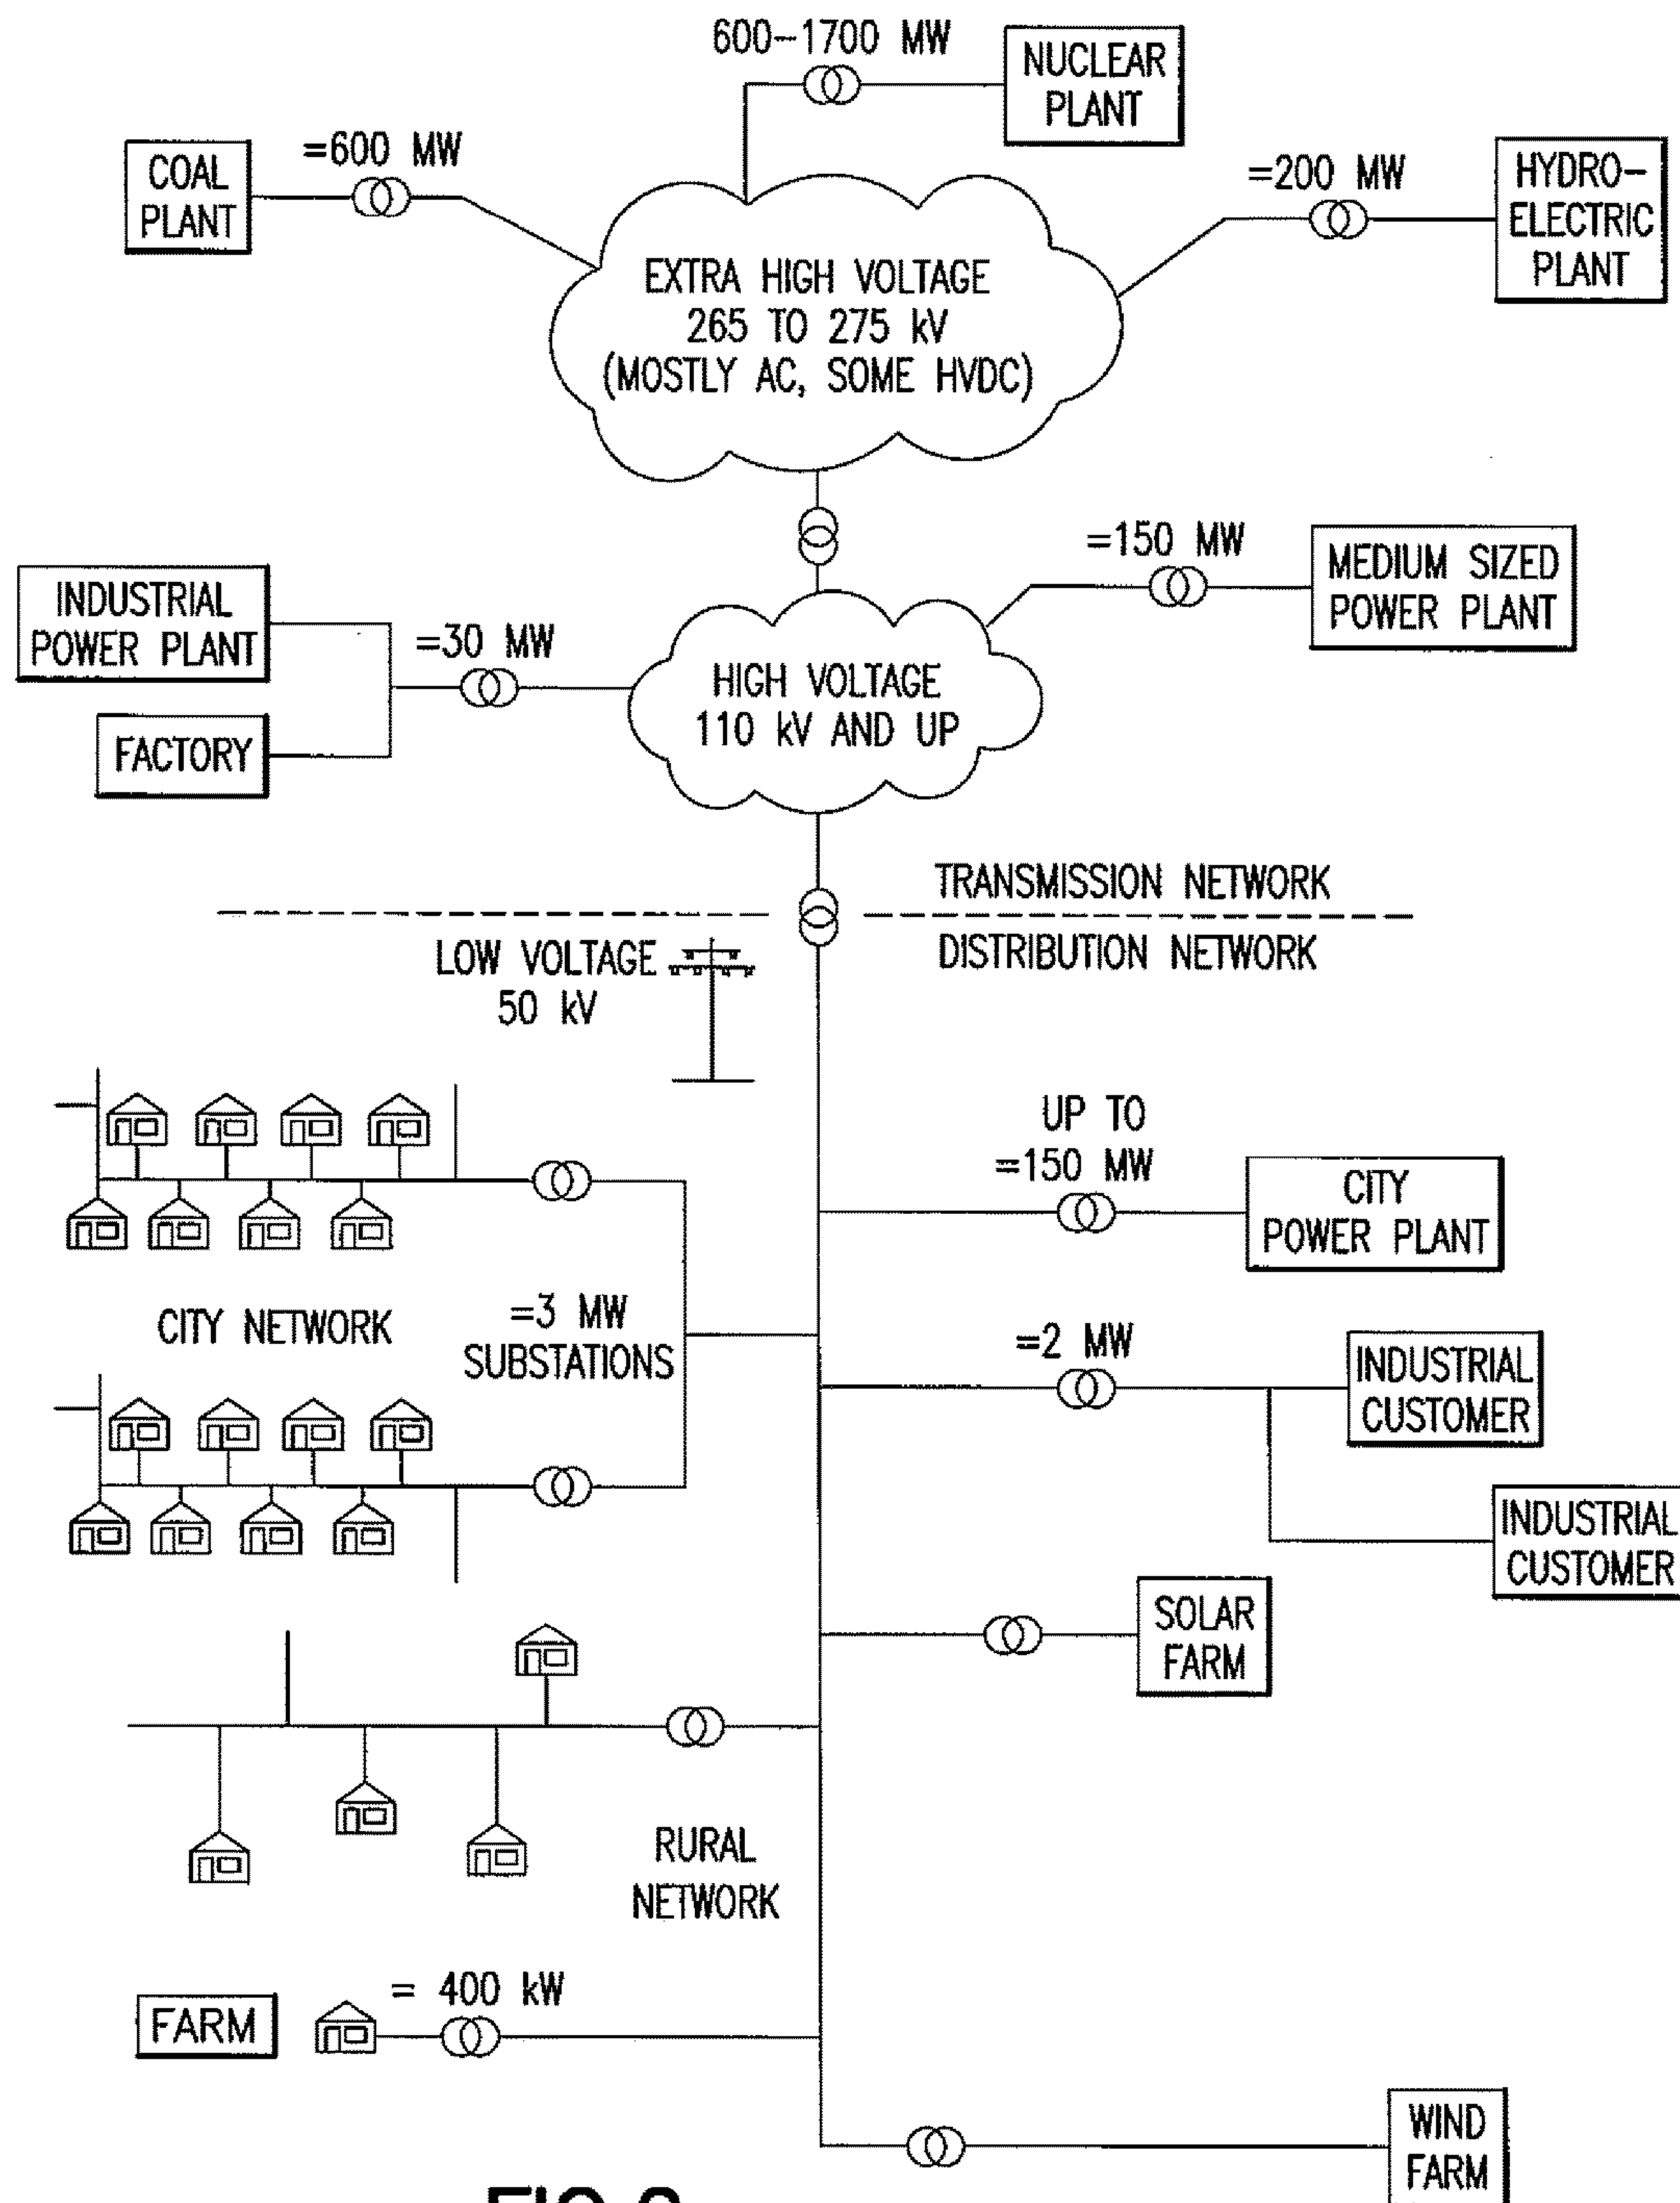 600-1700 MW
NUCLEAR
PLANT
COAL
PLANT
=600 MW
=200 MW
HYDRO-
ELECTRIC
PLANT
EXTRA HIGH VOLTAGE
265 TO 275 kV
(MOSTLY AC, SOME HVDC)
INDUSTRIAL
POWER PLANT
=30 MW
FACTORY
=150 MW
MEDIUM SIZED
POWER PLANT
HIGH VOLTAGE
110 kV AND UP
TRANSMISSION NETWORK
DISTRIBUTION NETWORK
LOW VOLTAGE
50 kV
UP TO
=150 MW
CITY
POWER PLANT
CITY NETWORK
=3 MW
SUBSTATIONS
=2 MW
INDUSTRIAL
CUSTOMER
INDUSTRIAL
CUSTOMER
SOLAR
FARM
RURAL
NETWORK
FARM
= 400 kW
WIND
FARM